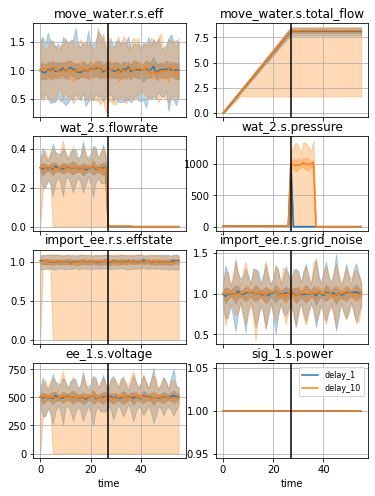 move_water.r.s.eff
move_water.s.total_flow
1.5
1.0
0.5
7.5
5.0
2.5
0.0
wat_2.s.flowrate
wat_2.s.pressure
0.4
0.2
0.0
1000
500
0
import_ee.r.s.effstate
import_ee.r.s.grid_noise
1.0
0.5
0.0
1.5
1.0
0.5
ee_1.s.voltage
sig_1.s.power
750
500
250
0
1.05
1.00
0.95
delay_1
delay_10
0
20
40
0
20
40
time
time